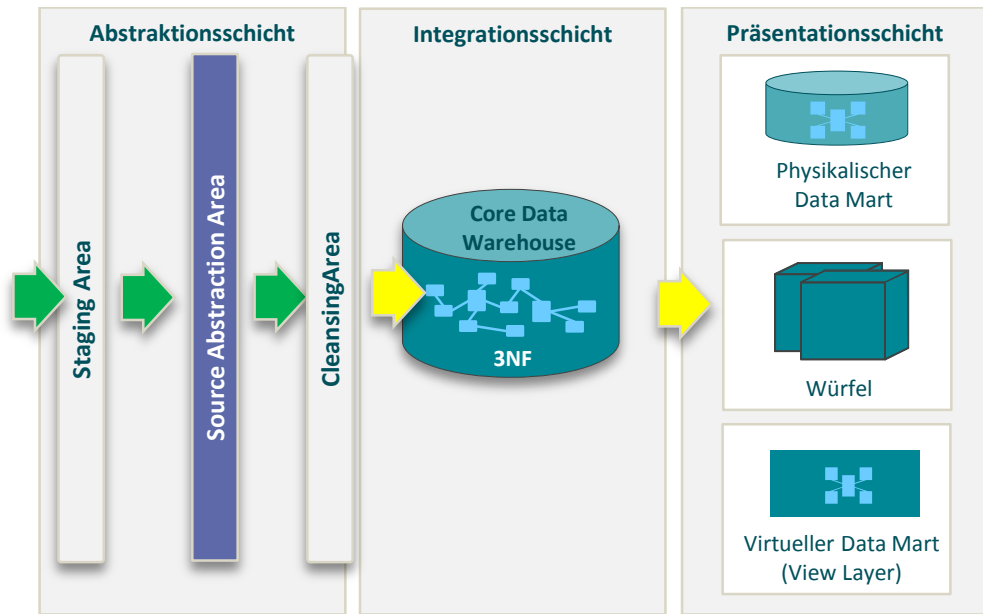 Abstraktionsschicht
Staging Area
Source Abstraction Area
CleansingArea
Integrationsschicht
Core Data
Warehouse
3NF
Präsentationsschicht
Physikalischer
Data Mart
Würfel
Virtueller Data Mart
(View Layer)